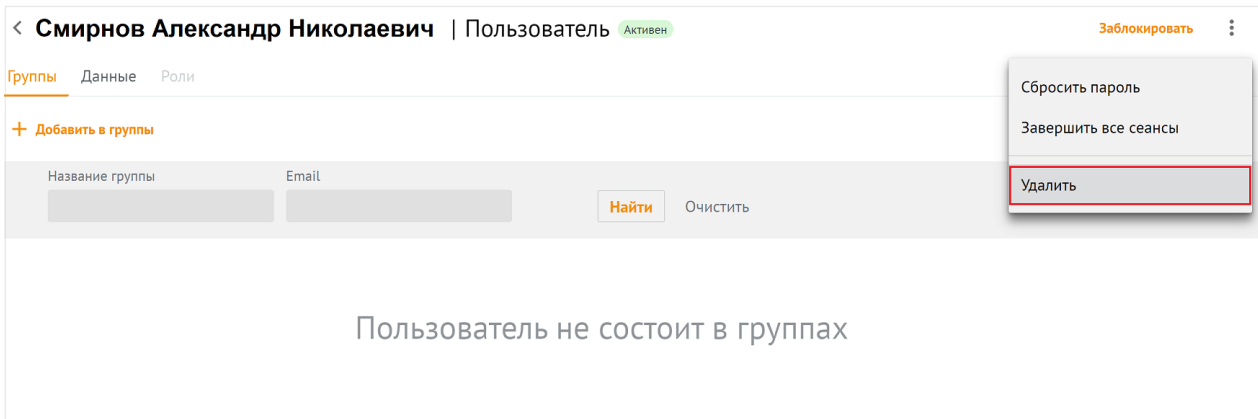 Смирнов Александр Николаевич | Пользователь Активен Заблокировать
Группы Данные Роли
Сбросить пароль
+ Добавить в группы
Завершить все сеансы
Название группы Email
Удалить
Найти Очистить
Пользователь не состоит в группах